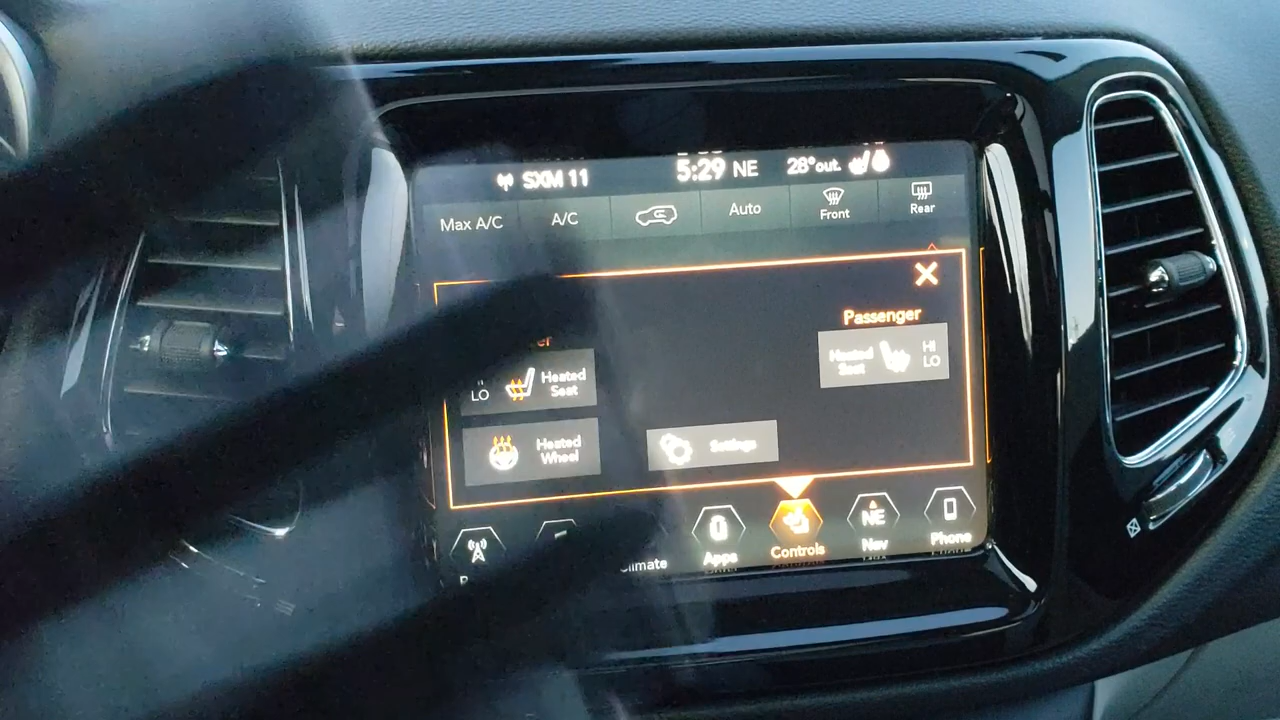 SXM 11
5:29 NE
28° out.
Max A/C
A/C
Auto
Front
Rear
Passenger
Heated
Seat
HI
LO
LO
Heated
Seat
Heated
Wheel
Settings
Apps
Controls
NE
Nav
Phone